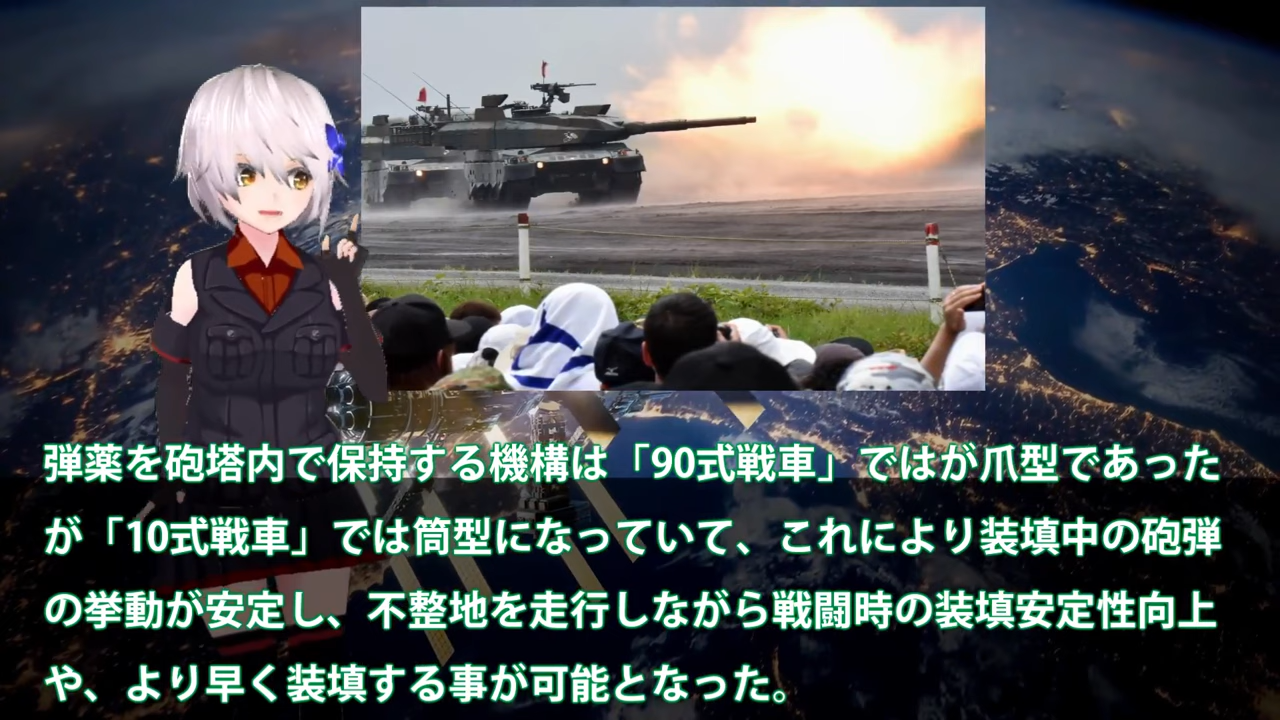 弾薬を砲塔内で保持する機構は「90式戦車」ではが爪型であった
が「10式戦車」では筒型になっていて、これにより装填中の砲弾
の挙動が安定し、不整地を走行しながら戦闘時の装填安定性向上
や、より早く装填する事が可能となった。